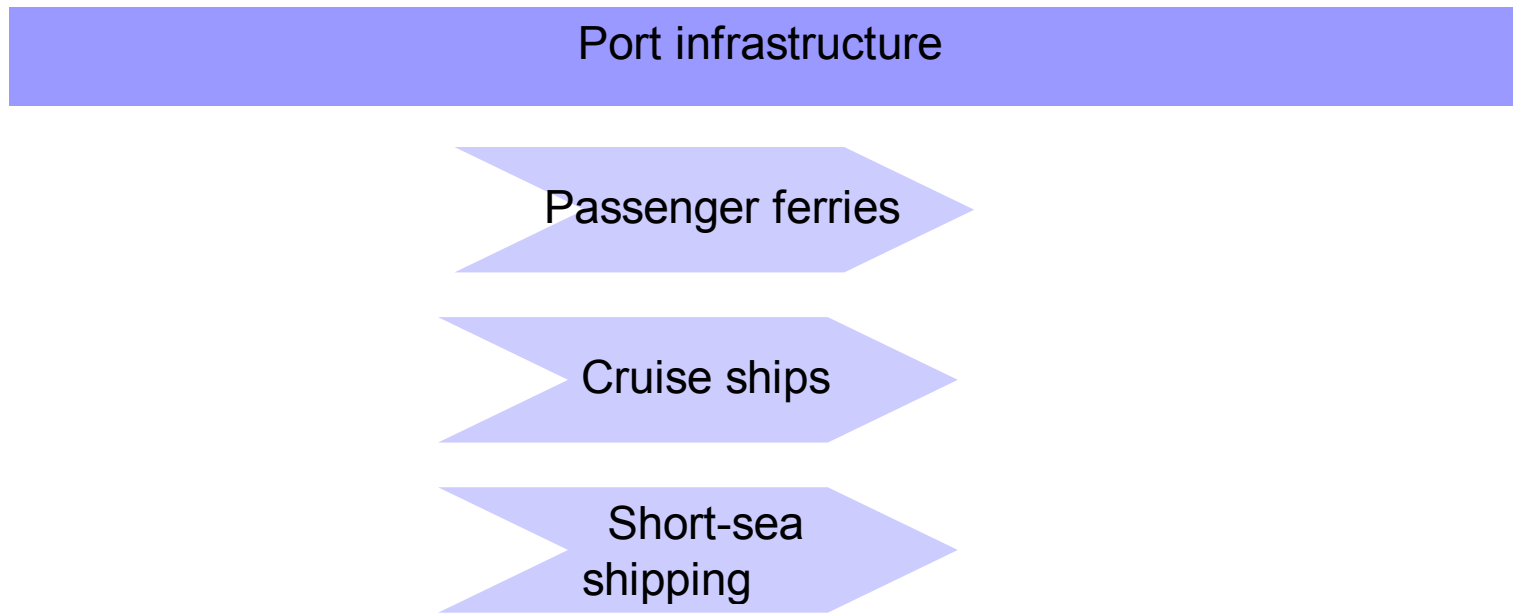 Port infrastructure
Passenger ferries
Cruise ships
Short-sea
shipping